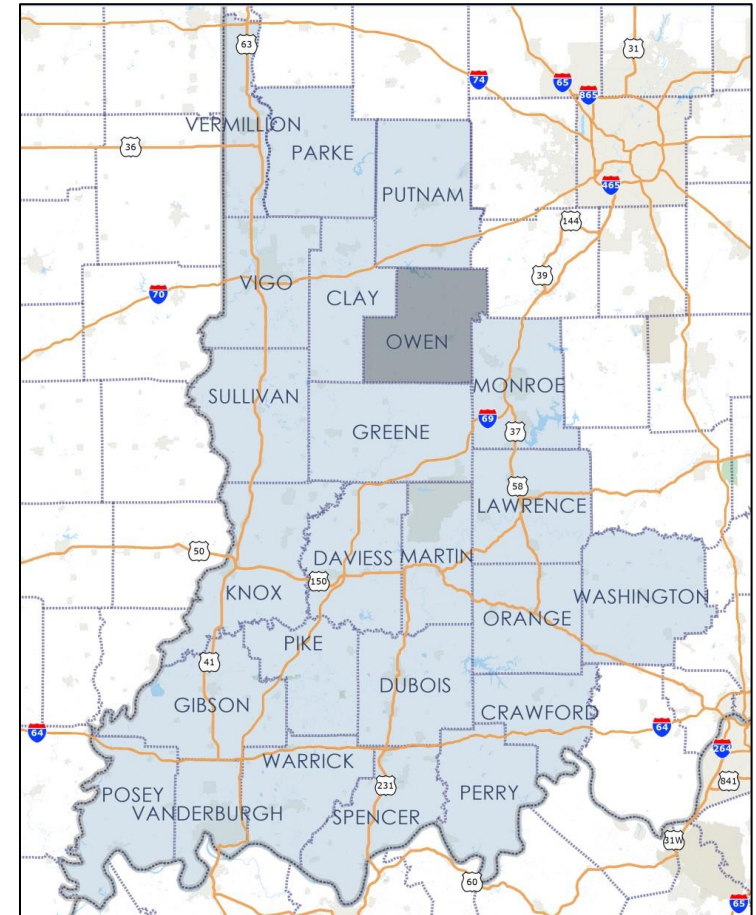 63
31
74
65
865
VERMILLION
36
PARKE
PUTNAM
465
144
39
VIGO
CLAY
70
OWEN
SULLIVAN
MONROE
GREENE
69
37
58
LAWRENCE
50
DAVIESS
MARTIN
150
KNOX
WASHINGTON
ORANGE
PIKE
41
DUBOIS
GIBSON
CRAWFORD
64
64
264
WARRICK
POSEY
VANDERBURGH
231
SPENCER
PERRY
841
31W
60
65